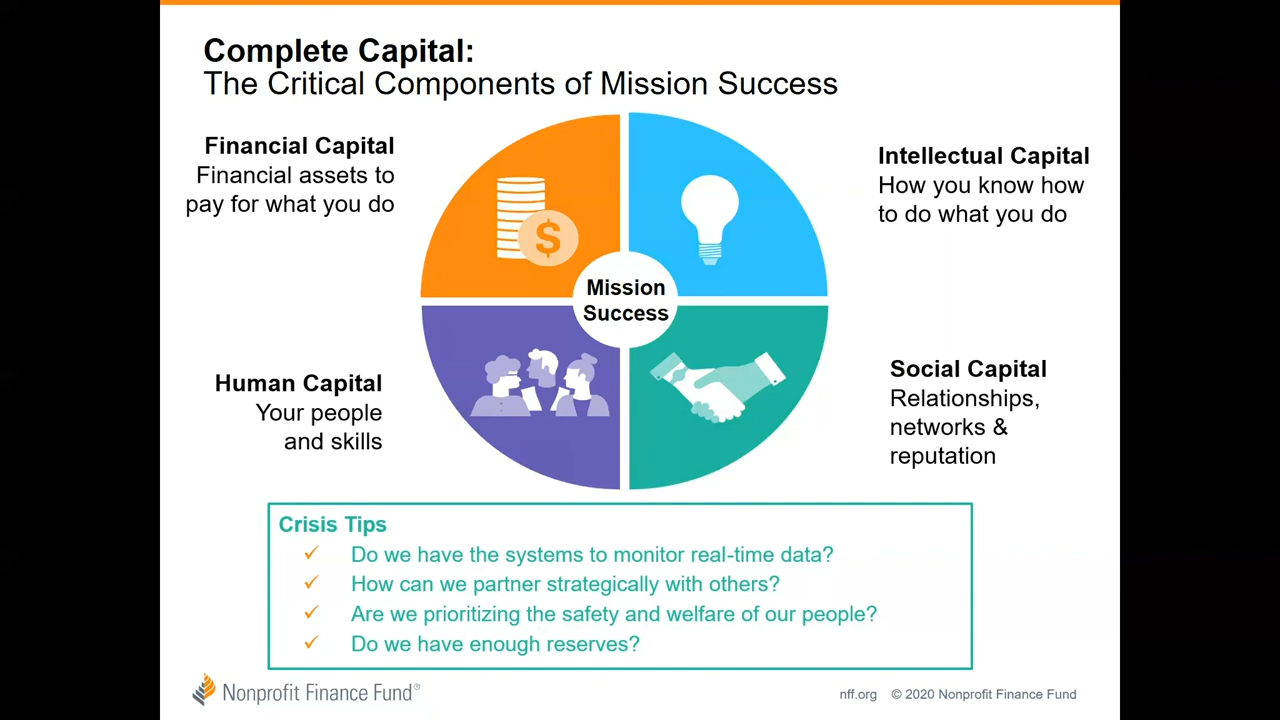 Complete Capital:
The Critical Components of Mission Success
Financial Capital
Financial assets to
pay for what you do
Intellectual Capital
How you know how
to do what you do
$
Mission
Success
Human Capital
Your people
and skills
Social Capital
Relationships,
networks &
reputation
Crisis Tips
✓ Do we have the systems to monitor real-time data?
✓ How can we partner strategically with others?
✓ Are we prioritizing the safety and welfare of our people?
✓ Do we have enough reserves?
Nonprofit Finance Fund®
nff.org © 2020 Nonprofit Finance Fund